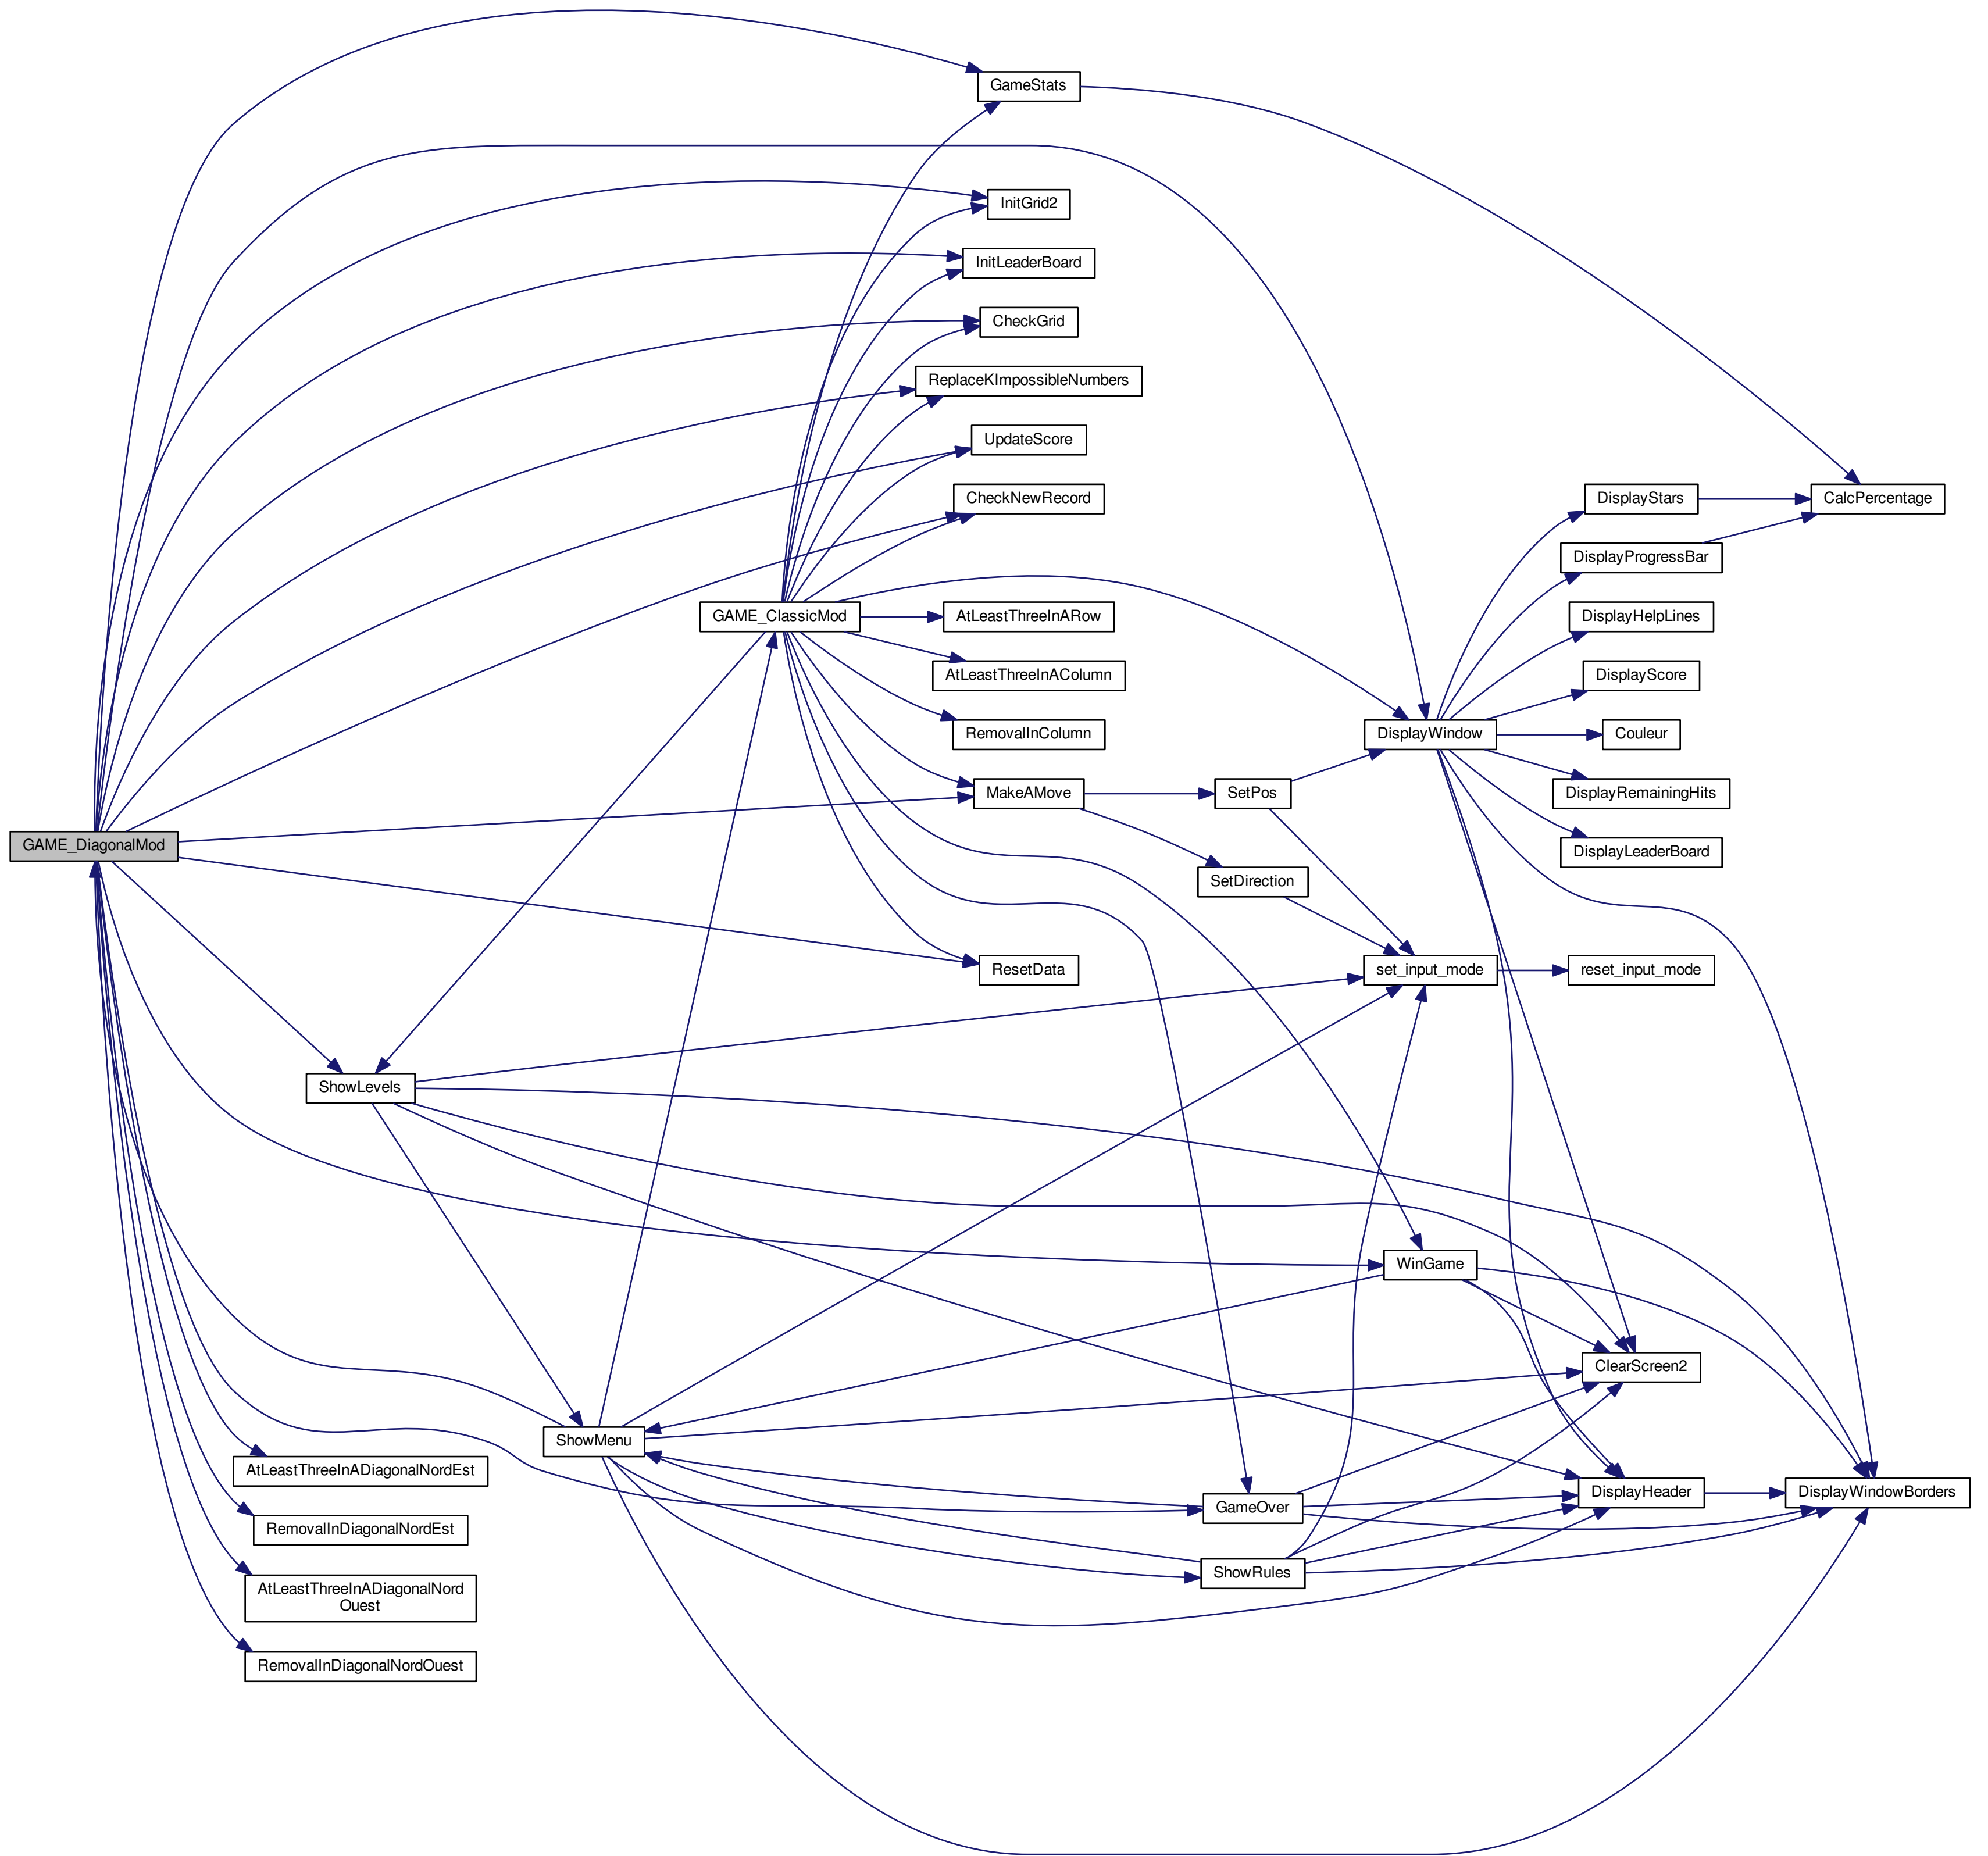 GameStats
InitGrid2
InitLeaderBoard
CheckGrid
ReplaceKImpossibleNumbers
UpdateScore
CheckNewRecord
DisplayStars
CalcPercentage
DisplayProgressBar
GAME_ClassicMod
AtLeastThreeInARow
DisplayHelpLines
AtLeastThreeInAColumn
DisplayScore
RemovalInColumn
DisplayWindow
Couleur
MakeAMove
SetPos
DisplayRemainingHits
GAME_DiagonalMod
DisplayLeaderBoard
SetDirection
ResetData
set_input_mode
reset_input_mode
ShowLevels
WinGame
ClearScreen2
ShowMenu
AtLeastThreeInADiagonalNordEst
DisplayHeader
DisplayWindowBorders
GameOver
RemovalInDiagonalNordEst
ShowRules
AtLeastThreeInADiagonalNord
Ouest
RemovalInDiagonalNordOuest